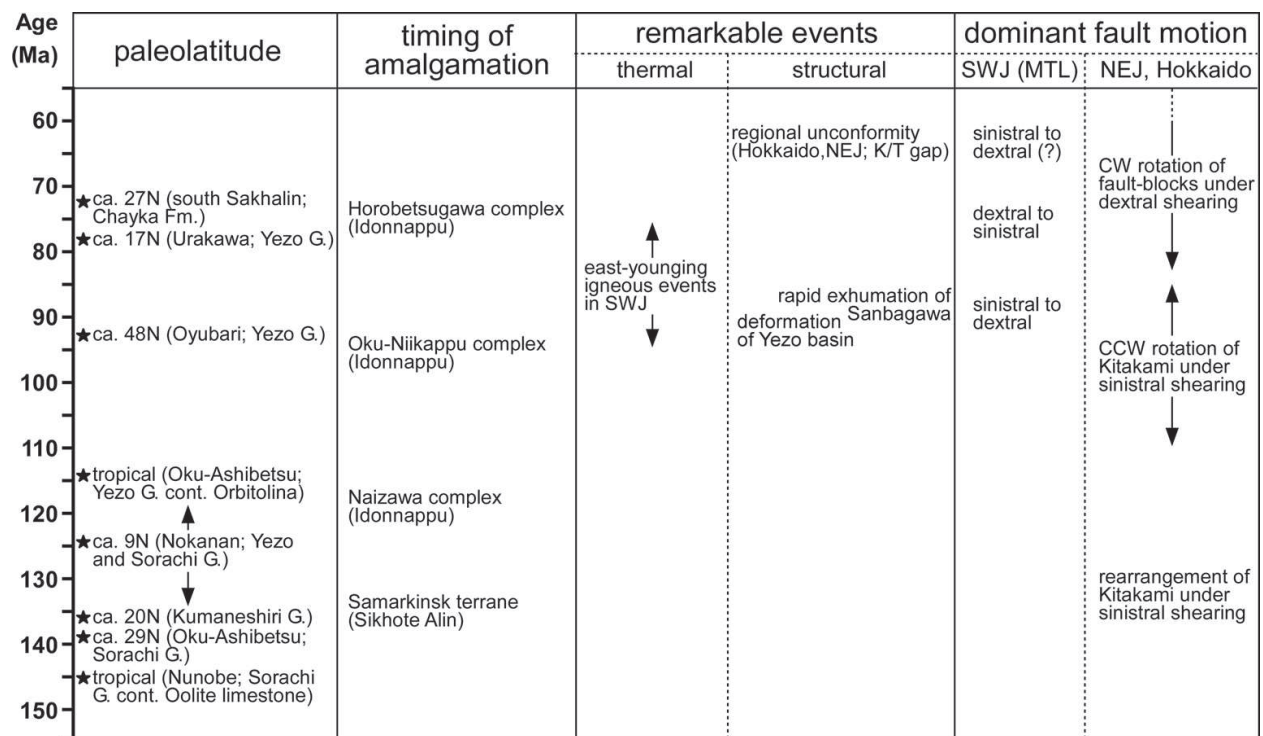 Age
(Ma)
paleolatitude
timing of
amalgamation
remarkable events
thermal
structural
dominant fault motion
SWJ (MTL)
NEJ, Hokkaido
60
70
80
90
100
110
120
130
140
150
★ca. 27N (south Sakhalin;
Chayka Fm.)
★ca. 17N (Urakawa; Yezo G.)
★ca. 48N (Oyubari; Yezo G.)
★tropical (Oku-Ashibetsu;
Yezo G. cont. Orbitolina)
★ca. 9N (Nokanan; Yezo
and Sorachi G.)
★ca. 20N (Kumaneshiri G.)
★ca. 29N (Oku-Ashibetsu;
Sorachi G.)
★tropical (Nunobe; Sorachi
G. cont. Oolite limestone)
Horobetsugawa complex
(Idonnappu)
Oku-Niikappu complex
(Idonnappu)
Naizawa complex
(Idonnappu)
Samarkinsk terrane
(Sikhote Alin)
east-younging
igneous events
in SWJ
regional unconformity
(Hokkaido,NEJ; K/T gap)
rapid exhumation of
Sanbagawa
deformation
of Yezo basin
sinistral to
dextral (?)
dextral to
sinistral
sinistral to
dextral
CW rotation of
fault-blocks under
dextral shearing
CCW rotation of
Kitakami under
sinistral shearing
rearrangement of
Kitakami under
sinistral shearing